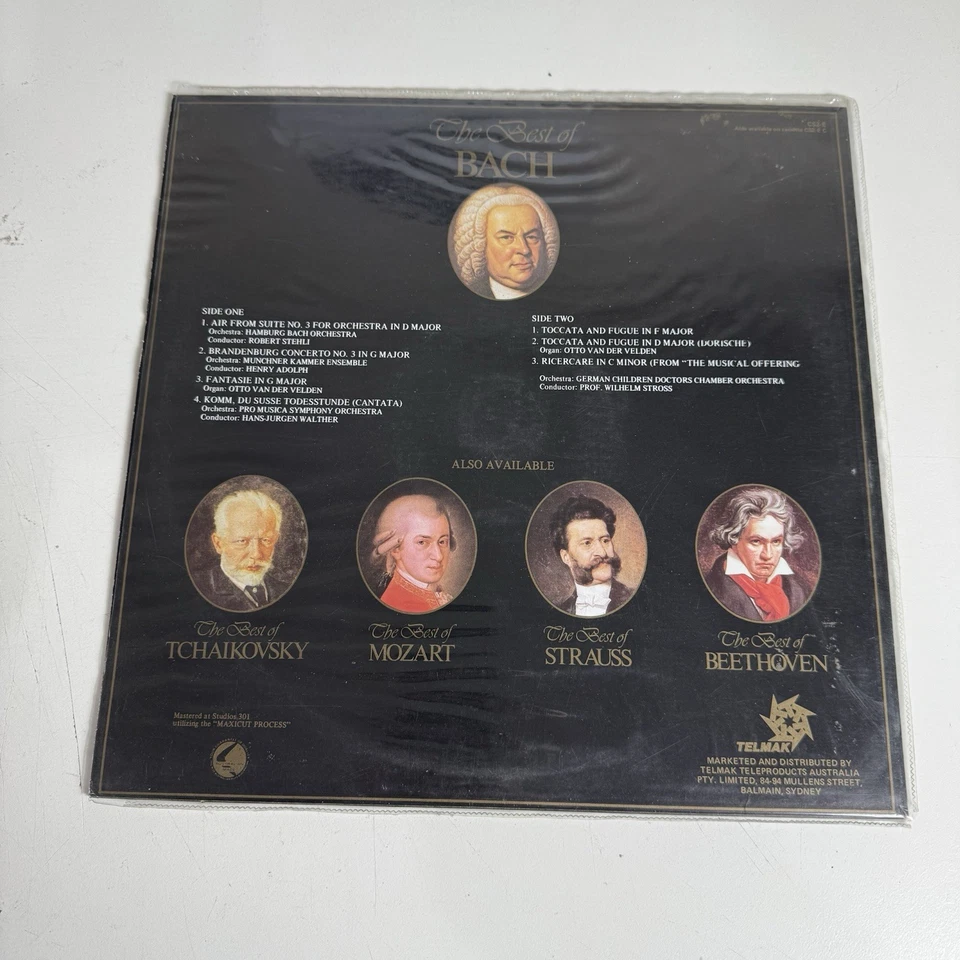 The Best of
BACH
SIDE ONE
1. AIR FROM SUITE NO. 3 FOR ORCHESTRA IN D MAJOR
Orchestra: HAMBURG BACH ORCHESTRA
Conductor: ROBERT STEHLI
2. BRANDENBURG CONCERTO NO. 3 IN G MAJOR
Orchestra: MUNCHNER KAMMER ENSEMBLE
Conductor: HENRY ADOLPH
3. FANTASIE IN G MAJOR
Organ: OTTO VAN DER VELDEN
4. KOMM, DU SUSSE TODESSTUNDE (CANTATA)
Orchestra: PRO MUSICA SYMPHONY ORCHESTRA
Conductor: HANS-JURGEN WALTHER
SIDE TWO
1. TOCCATA AND FUGUE IN F MAJOR
2. TOCCATA AND FUGUE IN D MAJOR (DORISCHE)
Organ: OTTO VAN DER VELDEN
3. RICERCARE IN C MINOR (FROM "THE MUSICAL OFFERING
Orchestra: GERMAN CHILDREN DOCTORS CHAMBER ORCHESTRA
Conductor: PROF. WILHELM STROSS
ALSO AVAILABLE
The Best of
TCHAIKOVSKY
The Best of
MOZART
The Best of
STRAUSS
The Best of
BEETHOVEN
Mastered at Studios 301
utilizing the "MAXICUT PROCESS"
TELMAK
MARKETED AND DISTRIBUTED BY
TELMAK TELEPRODUCTS AUSTRALIA
PTY. LIMITED, 84-94 MULLENS STREET,
BALMAIN, SYDNEY